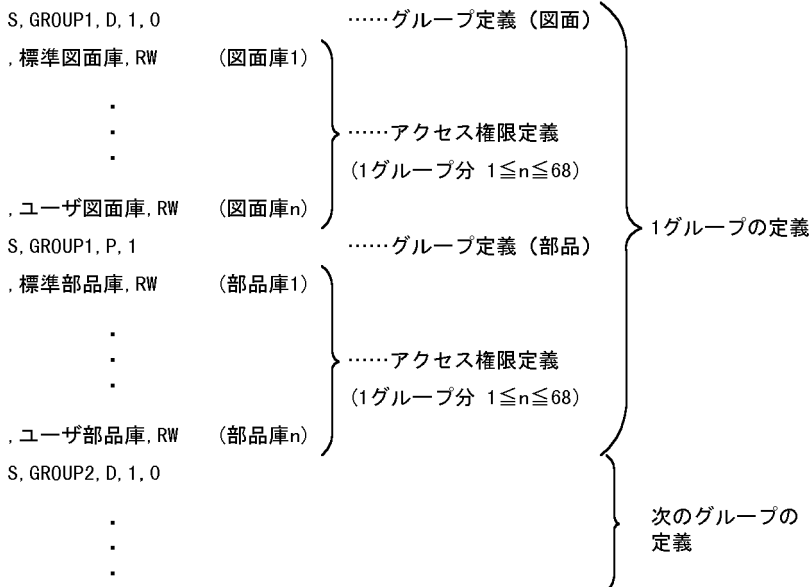 S,GROUP1,D,1,0 ……グループ定義(図面)
,標準図面庫,RW (図面庫1)
・
・
・
……アクセス権限定義
(1グループ分 1≦n≦68)
,ユーザ図面庫,RW (図面庫n)
1グループの定義
S,GROUP1,P,1 ……グループ定義(部品)
,標準部品庫,RW (部品庫1)
・
・
・
……アクセス権限定義
(1グループ分 1≦n≦68)
,ユーザ部品庫,RW (部品庫n)
S,GROUP2,D,1,0
・
・
・
次のグループの
定義